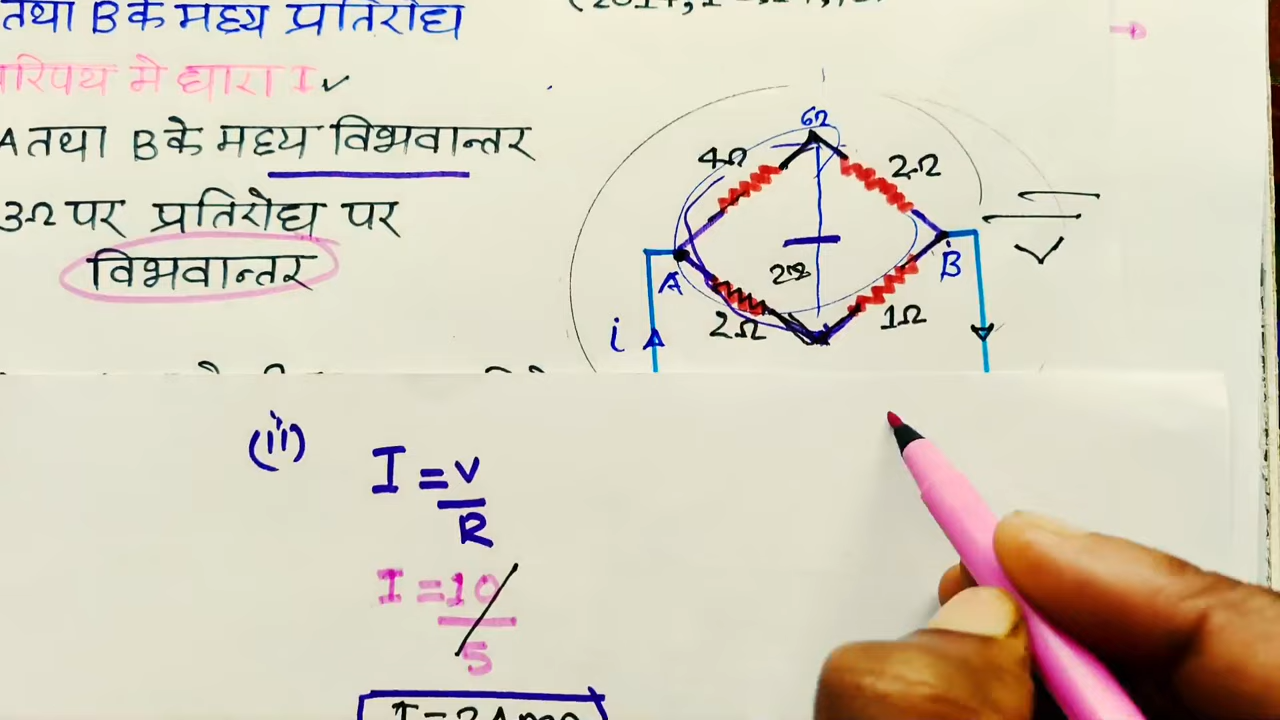 तथा B के मध्य प्रतिरोध
परिपथ मे धारा I ✓
A तथा B के मध्य विभवान्तर
3Ω पर प्रतिरोध पर
विभवान्तर
6Ω
4Ω
2Ω
A
B
2Ω
1Ω
i
(ii)
I = V
R
I = 10
5